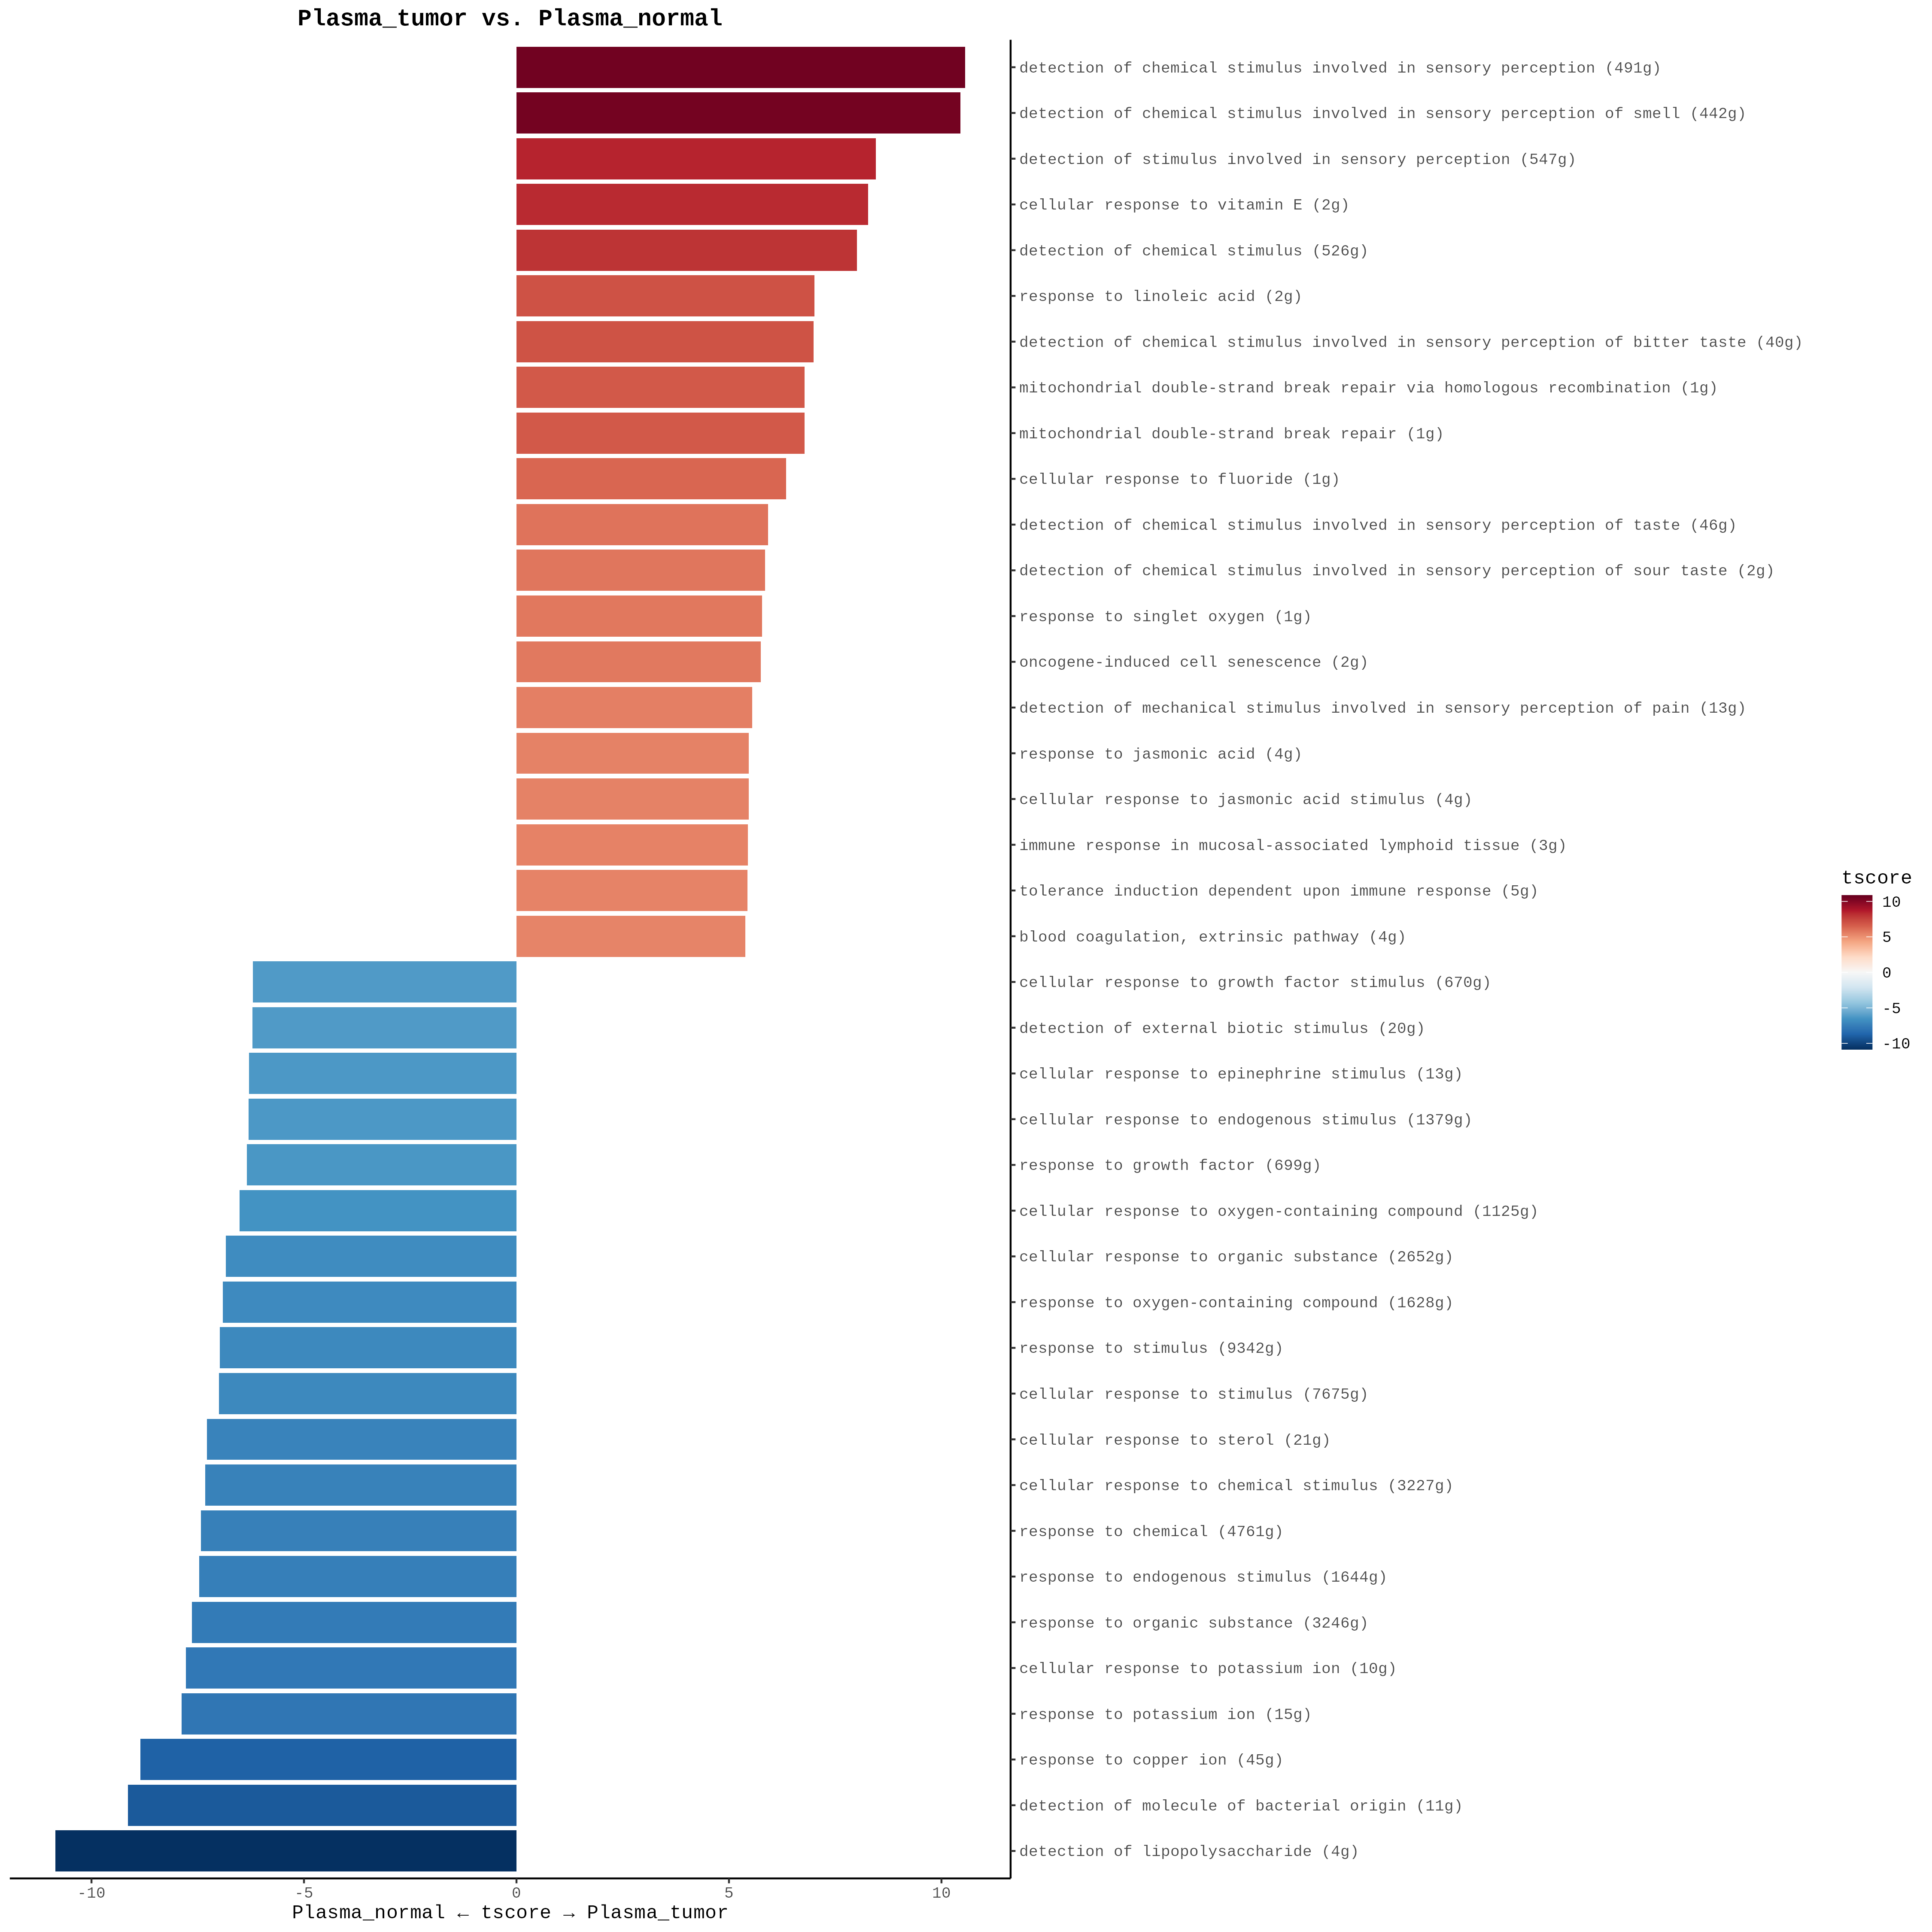 Plasma_tumor vs. Plasma_normal
detection of chemical stimulus involved in sensory perception (491g)
detection of chemical stimulus involved in sensory perception of smell (442g)
detection of stimulus involved in sensory perception (547g)
cellular response to vitamin E (2g)
detection of chemical stimulus (526g)
response to linoleic acid (2g)
detection of chemical stimulus involved in sensory perception of bitter taste (40g)
mitochondrial double-strand break repair via homologous recombination (1g)
mitochondrial double-strand break repair (1g)
cellular response to fluoride (1g)
detection of chemical stimulus involved in sensory perception of taste (46g)
detection of chemical stimulus involved in sensory perception of sour taste (2g)
response to singlet oxygen (1g)
oncogene-induced cell senescence (2g)
detection of mechanical stimulus involved in sensory perception of pain (13g)
response to jasmonic acid (4g)
cellular response to jasmonic acid stimulus (4g)
immune response in mucosal-associated lymphoid tissue (3g)
tolerance induction dependent upon immune response (5g)
blood coagulation, extrinsic pathway (4g)
cellular response to growth factor stimulus (670g)
detection of external biotic stimulus (20g)
cellular response to epinephrine stimulus (13g)
cellular response to endogenous stimulus (1379g)
response to growth factor (699g)
cellular response to oxygen-containing compound (1125g)
cellular response to organic substance (2652g)
response to oxygen-containing compound (1628g)
response to stimulus (9342g)
cellular response to stimulus (7675g)
cellular response to sterol (21g)
cellular response to chemical stimulus (3227g)
response to chemical (4761g)
response to endogenous stimulus (1644g)
response to organic substance (3246g)
cellular response to potassium ion (10g)
response to potassium ion (15g)
response to copper ion (45g)
detection of molecule of bacterial origin (11g)
detection of lipopolysaccharide (4g)
-10 -5 0 5 10
Plasma_normal ← tscore → Plasma_tumor
tscore
10
5
0
-5
-10